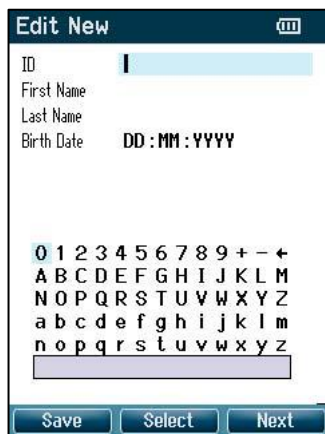 Edit New
ID
First Name
Last Name
Birth Date DD:MM:YYYY
0 1 2 3 4 5 6 7 8 9 + - ←
A B C D E F G H I J K L M
N O P Q R S T U V W X Y Z
a b c d e f g h i j k l m
n o p q r s t u v w x y z
Save Select Next